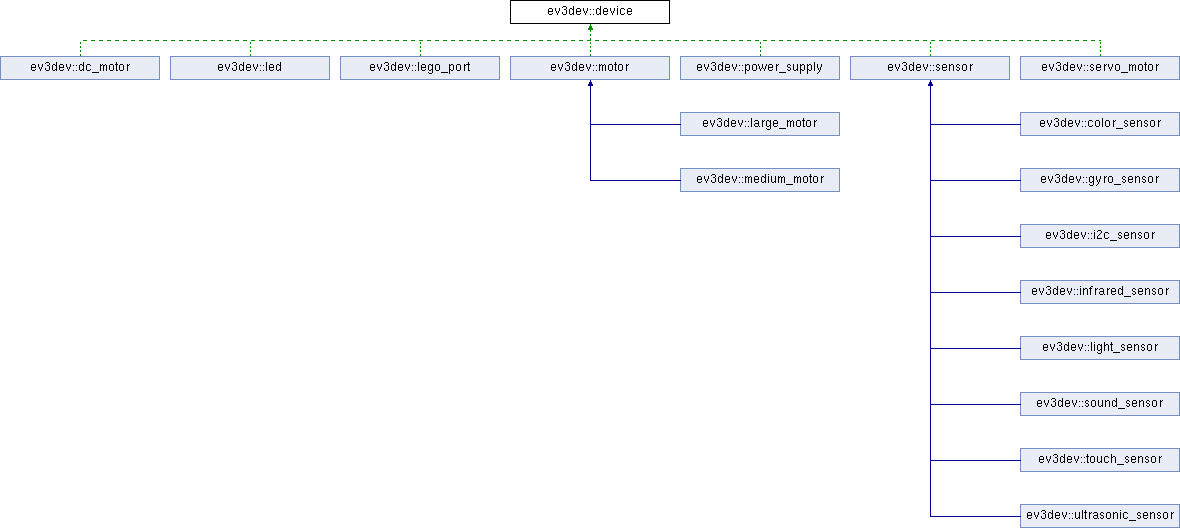 ev3dev::device
ev3dev::dc_motor
ev3dev::led
ev3dev::lego_port
ev3dev::motor
ev3dev::power_supply
ev3dev::sensor
ev3dev::servo_motor
ev3dev::large_motor
ev3dev::color_sensor
ev3dev::medium_motor
ev3dev::gyro_sensor
ev3dev::i2c_sensor
ev3dev::infrared_sensor
ev3dev::light_sensor
ev3dev::sound_sensor
ev3dev::touch_sensor
ev3dev::ultrasonic_sensor